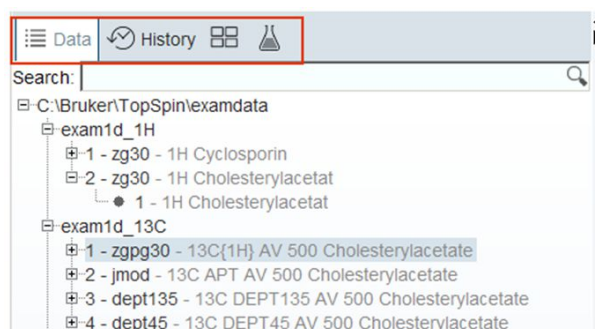 Data History
Search:
C:\Bruker\TopSpin\examdata
exam1d_1H
1 - zg30 - 1H Cyclosporin
2 - zg30 - 1H Cholesterylacetat
1 - 1H Cholesterylacetat
exam1d_13C
1 - zgpg30 - 13C{1H} AV 500 Cholesterylacetate
2 - jmod - 13C APT AV 500 Cholesterylacetate
3 - dept135 - 13C DEPT135 AV 500 Cholesterylacetate
4 - dept45 - 13C DEPT45 AV 500 Cholesterylacetate